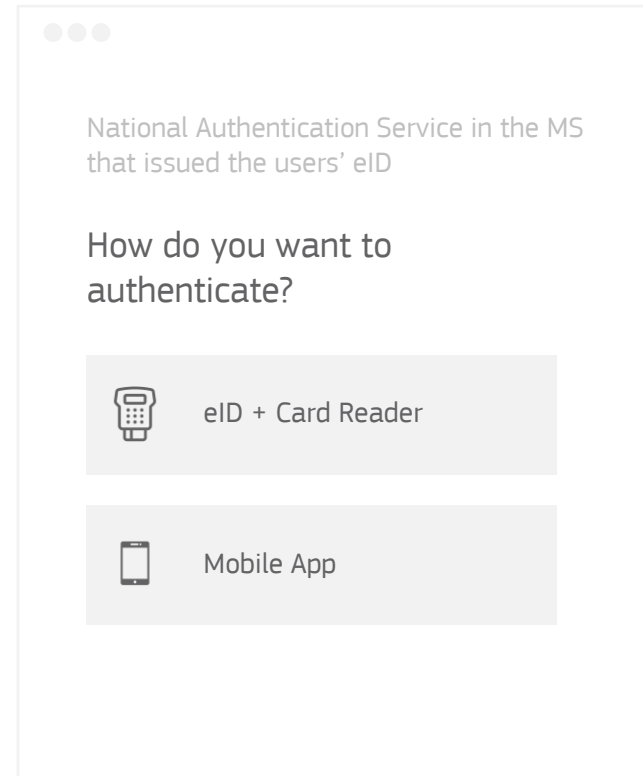 National Authentication Service in the MS
that issued the users’ eID
How do you want to
authenticate?
eID + Card Reader
Mobile App